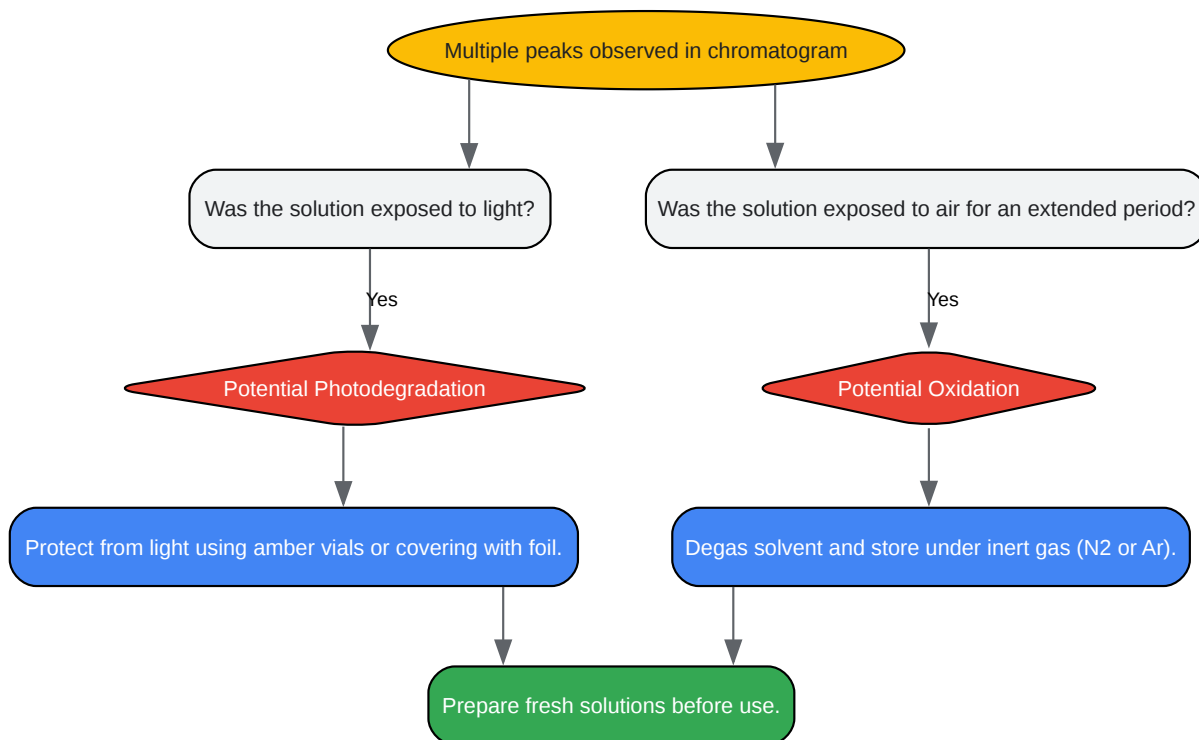 Multiple peaks observed in chromatogram
Was the solution exposed to light?
Was the solution exposed to air for an extended period?
Yes
Yes
Potential Photodegradation
Potential Oxidation
Protect from light using amber vials or covering with foil.
Degas solvent and store under inert gas (N2 or Ar).
Prepare fresh solutions before use.